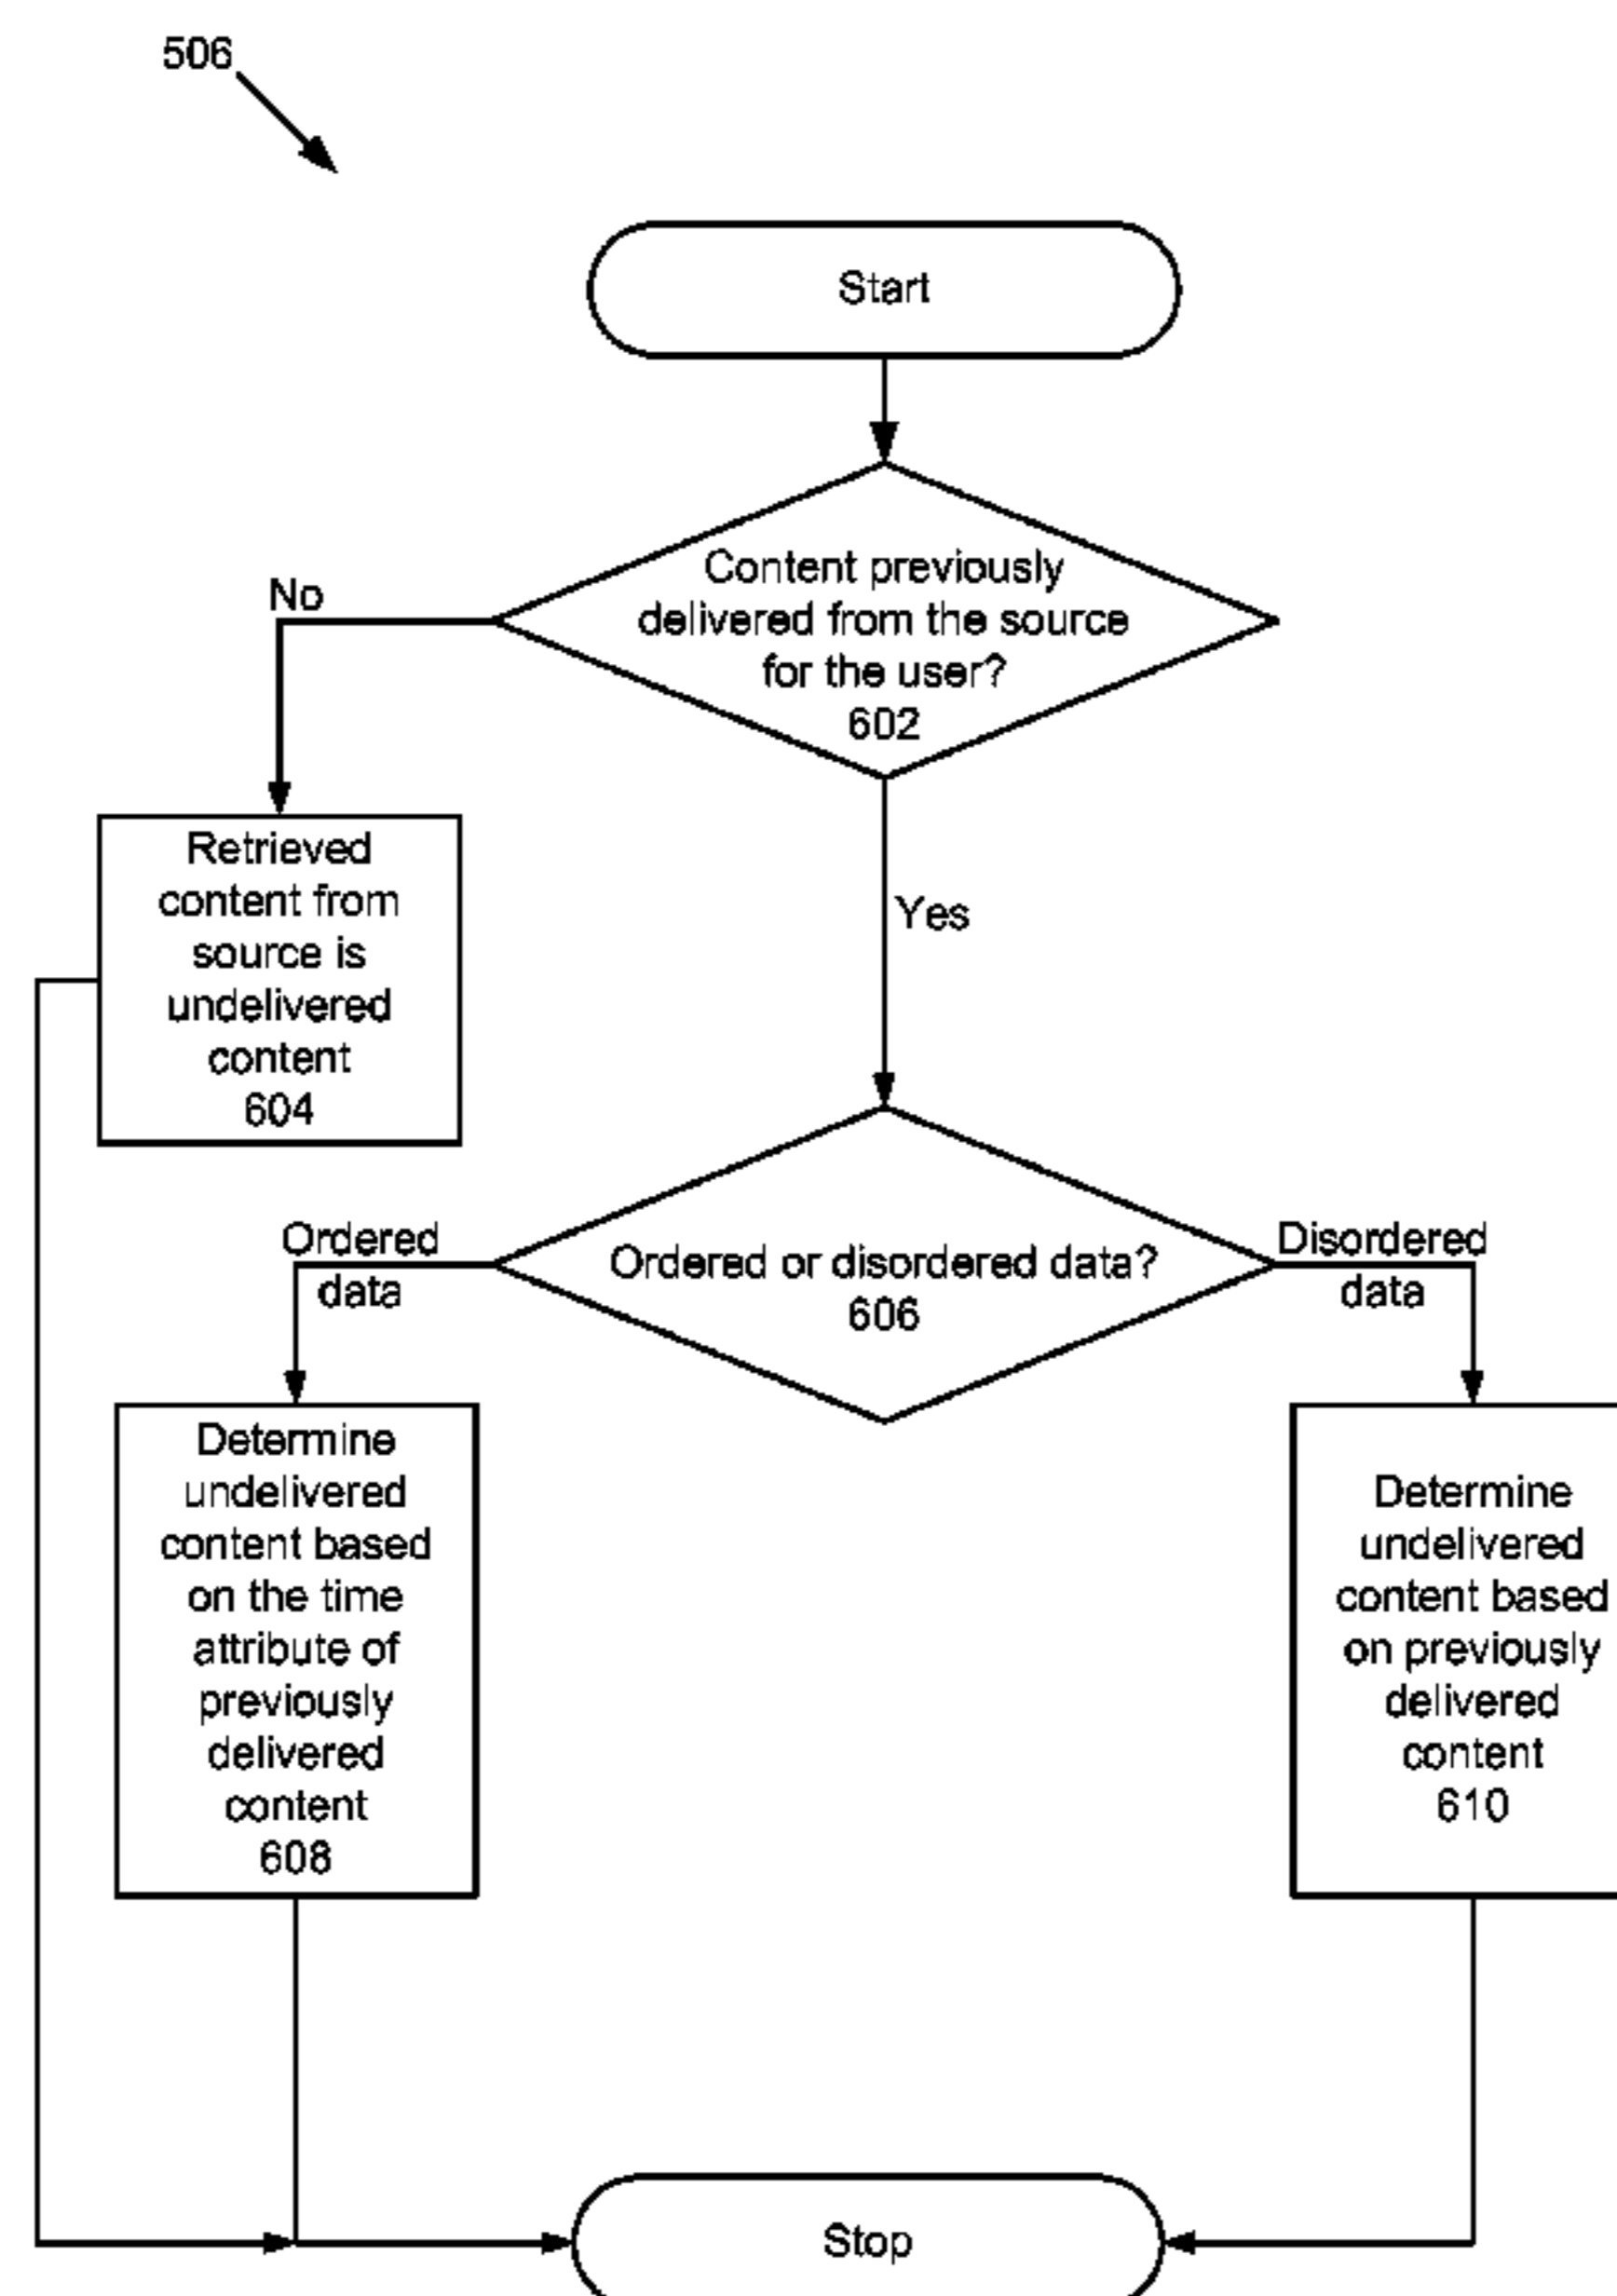 506
Start
Content previously
delivered from the source
for the user?
602
No
Yes
Retrieved
content from
source is
undelivered
content
604
Ordered or disordered data?
606
Ordered
data
Disordered
data
Determine
undelivered
content based
on the time
attribute of
previously
delivered
content
608
Determine
undelivered
content based
on previously
delivered
content
610
Stop